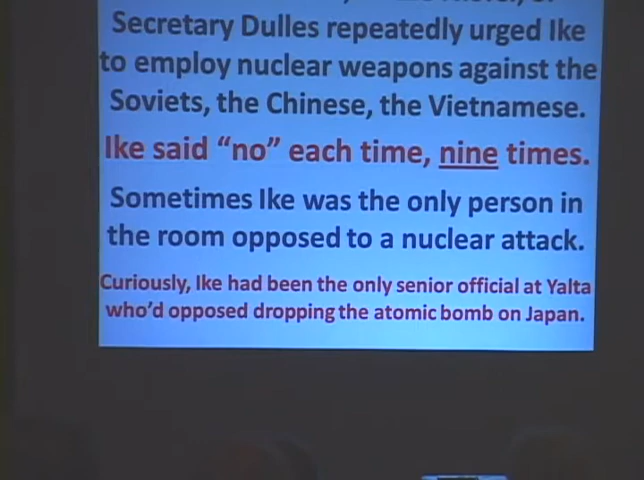 Secretary Dulles repeatedly urged Ike
to employ nuclear weapons against the
Soviets, the Chinese, the Vietnamese.
Ike said “no” each time, nine times.
Sometimes Ike was the only person in
the room opposed to a nuclear attack.
Curiously, Ike had been the only senior official at Yalta
who’d opposed dropping the atomic bomb on Japan.